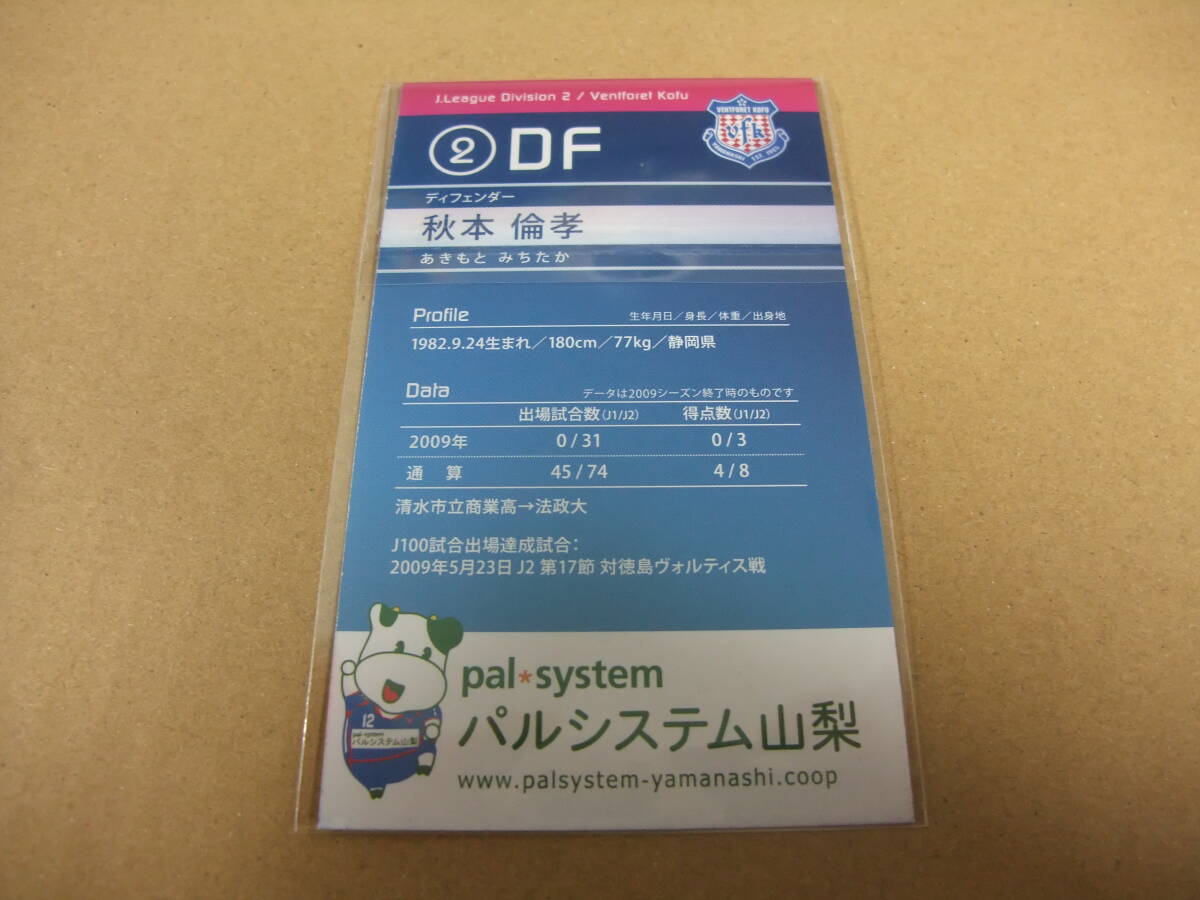 J.League Division 2 / Ventforet Kofu
VENTFORET KOFU
vfk
YAMANASHI EST. 1965
② DF
ディフェンダー
秋本 倫孝
あきもと みちたか
Profile 生年月日／身長／体重／出身地
1982.9.24生まれ／180cm／77kg／静岡県
Data データは2009シーズン終了時のものです
出場試合数(J1/J2) 得点数(J1/J2)
2009年 0 / 31 0 / 3
通 算 45 / 74 4 / 8
清水市立商業高→法政大
J100試合出場達成試合：
2009年5月23日 J2 第17節 対徳島ヴォルティス戦
pal*system
パルシステム山梨
www.palsystem-yamanashi.coop
12
pal*system
パルシステム山梨